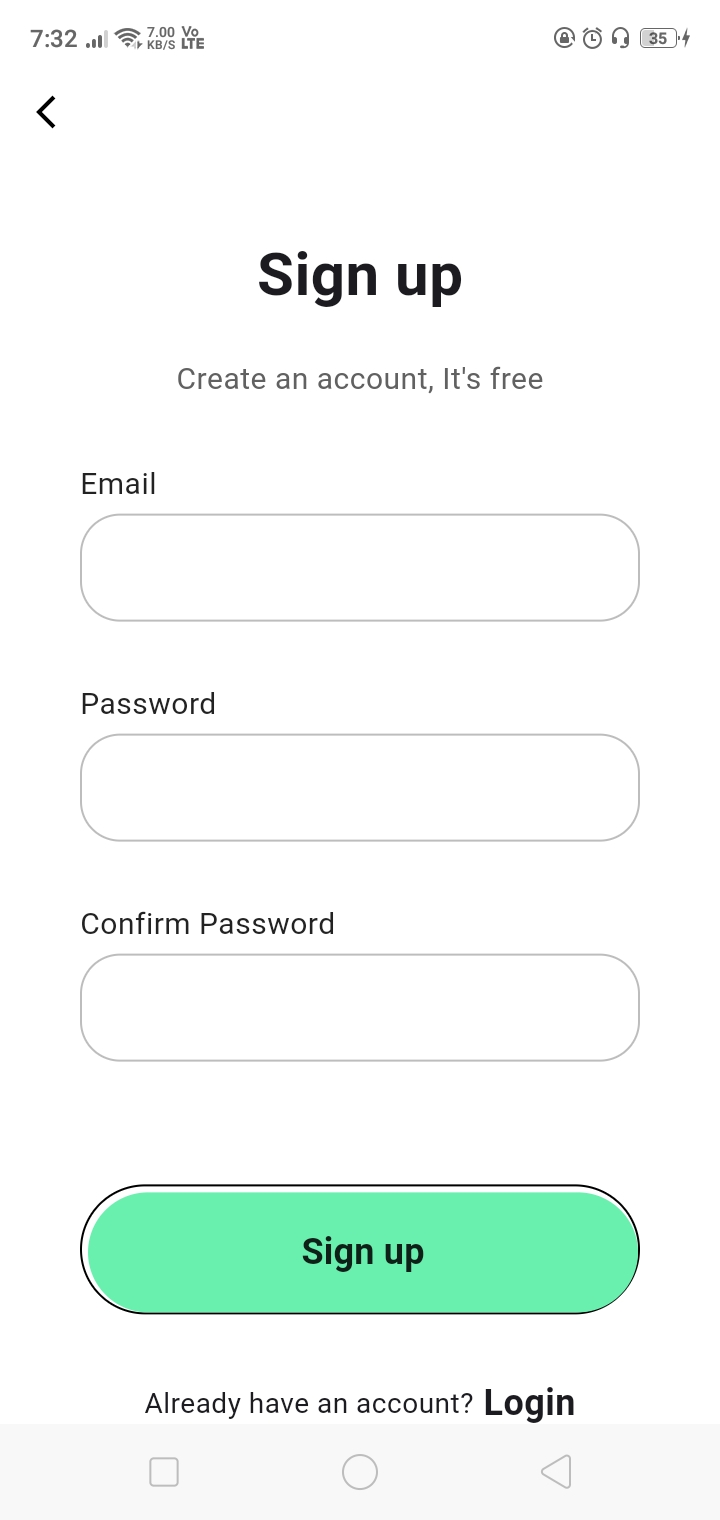 7:32 7.00 KB/S Vo LTE 35
Sign up
Create an account, It's free
Email
Password
Confirm Password
Sign up
Already have an account? Login